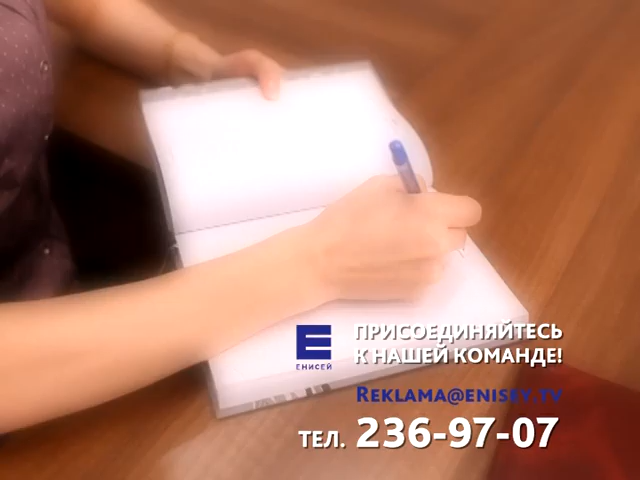 ПРИСОЕДИНЯЙТЕСЬ
К НАШЕЙ КОМАНДЕ!
ЕНИСЕЙ
REKLAMA@ENISEY.TV
ТЕЛ. 236-97-07